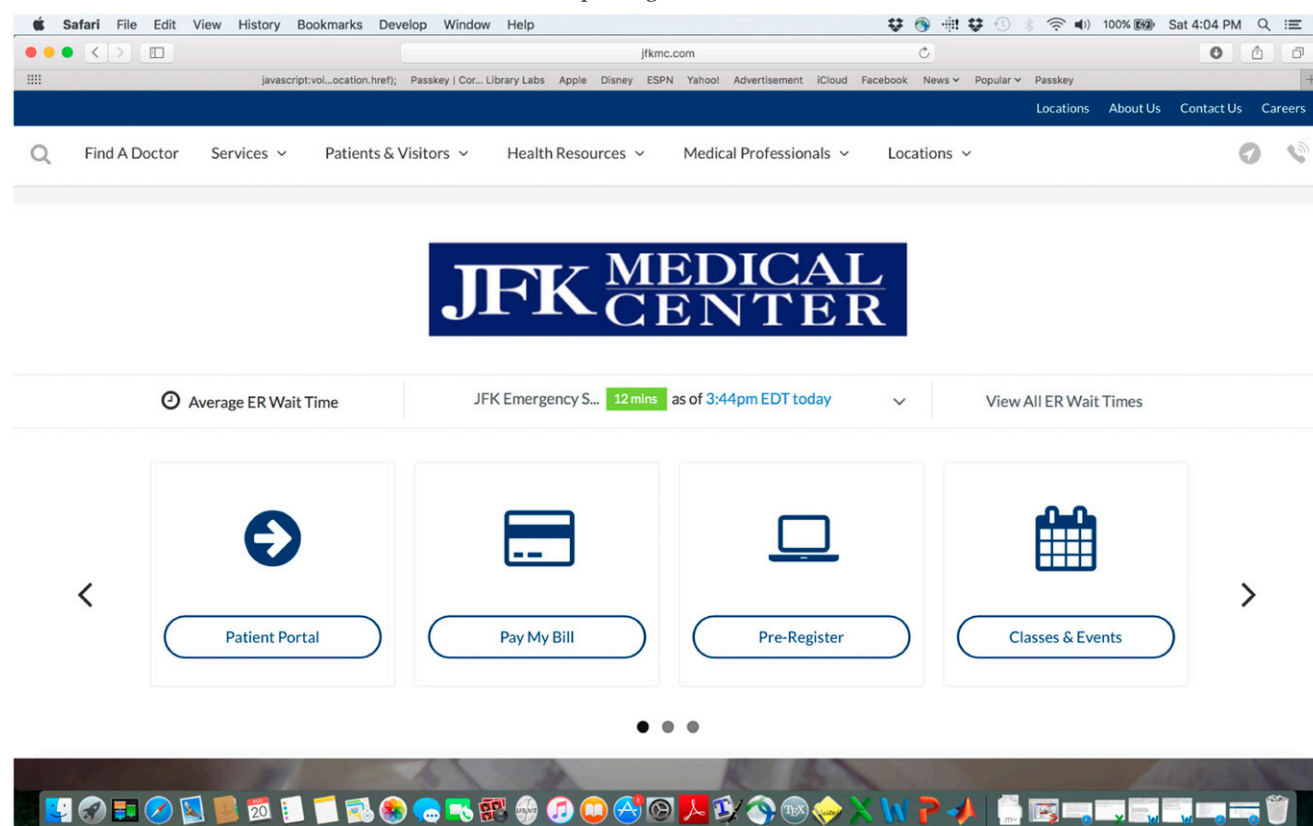 Safari File Edit View History Bookmarks Develop Window Help 100% Sat 4:04 PM
jfkmc.com
javascript:voi...ocation.href); Passkey | Cor... Library Labs Apple Disney ESPN Yahoo! Advertisement iCloud Facebook News Popular Passkey
Locations About Us Contact Us Careers
Find A Doctor Services Patients & Visitors Health Resources Medical Professionals Locations
JFK MEDICAL
CENTER
Average ER Wait Time JFK Emergency S... 12 mins as of 3:44pm EDT today View All ER Wait Times
Patient Portal Pay My Bill Pre-Register Classes & Events
20